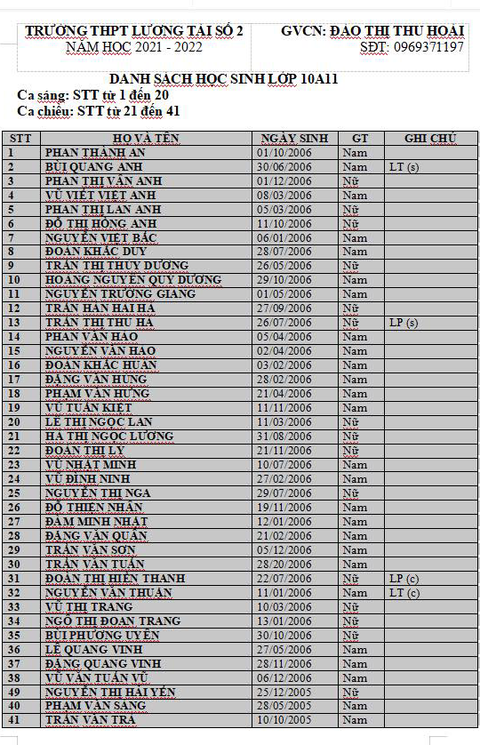 TRƯỜNG THPT LƯƠNG TÀI SỐ 2 GVCN: ĐÀO THỊ THU HOÀI
NĂM HỌC 2021 - 2022 SĐT: 0969371197
DANH SÁCH HỌC SINH LỚP 10A11
Ca sáng: STT từ 1 đến 20
Ca chiều: STT từ 21 đến 41
STT HỌ VÀ TÊN NGÀY SINH GT GHI CHÚ
1 PHAN THÀNH AN 01/10/2006 Nam
2 BÙI QUANG ANH 30/06/2006 Nam LT (s)
3 PHAN THỊ VÂN ANH 01/12/2006 Nữ
4 VŨ VIẾT VIỆT ANH 08/03/2006 Nam
5 PHAN THỊ LAN ANH 05/03/2006 Nữ
6 ĐỖ THỊ HỒNG ANH 11/10/2006 Nữ
7 NGUYỄN VIỆT BẮC 06/01/2006 Nam
8 ĐOÀN KHẮC DUY 28/07/2006 Nam
9 TRẦN THỊ THÙY DƯƠNG 26/05/2006 Nữ
10 HOÀNG NGUYỄN QUÝ DƯƠNG 29/10/2006 Nam
11 NGUYỄN TRƯỜNG GIANG 01/05/2006 Nam
12 TRẦN HÁN HẢI HÀ 27/09/2006 Nữ
13 TRẦN THỊ THU HÀ 26/07/2006 Nữ LP (s)
14 PHAN VĂN HÀO 05/04/2006 Nam
15 NGUYỄN VĂN HÀO 02/04/2006 Nam
16 ĐOÀN KHẮC HUÂN 03/02/2006 Nam
17 ĐẶNG VĂN HÙNG 28/02/2006 Nam
18 PHẠM VĂN HƯNG 21/04/2006 Nam
19 VŨ TUẤN KIỆT 11/11/2006 Nam
20 LÊ THỊ NGỌC LAN 11/03/2006 Nữ
21 HÀ THỊ NGỌC LƯƠNG 31/08/2006 Nữ
22 ĐOÀN THỊ LÝ 21/11/2006 Nữ
23 VŨ NHẬT MINH 10/07/2006 Nam
24 VŨ ĐÌNH NINH 27/02/2006 Nam
25 NGUYỄN THỊ NGA 29/07/2006 Nữ
26 ĐỖ THIỆN NHÂN 19/11/2006 Nam
27 ĐÀM MINH NHẬT 12/01/2006 Nam
28 ĐẶNG VĂN QUÂN 21/02/2006 Nam
29 TRẦN VĂN SƠN 05/12/2006 Nam
30 TRẦN VĂN TUẤN 28/20/2006 Nam
31 ĐOÀN THỊ HIỀN THANH 22/07/2006 Nữ LP (c)
32 NGUYỄN VĂN THUẬN 11/01/2006 Nam LT (c)
33 VŨ THỊ TRANG 10/03/2006 Nữ
34 NGÔ THỊ ĐOAN TRANG 13/01/2006 Nữ
35 BÙI PHƯƠNG UYÊN 30/10/2006 Nữ
36 LÊ QUANG VINH 27/05/2006 Nam
37 ĐẶNG QUANG VINH 28/11/2006 Nam
38 VŨ VĂN TUẤN VŨ 06/12/2006 Nam
49 NGUYỄN THỊ HẢI YẾN 25/12/2005 Nữ
40 PHẠM VĂN SANG 28/05/2005 Nam
41 TRẦN VĂN TRÀ 10/10/2005 Nam